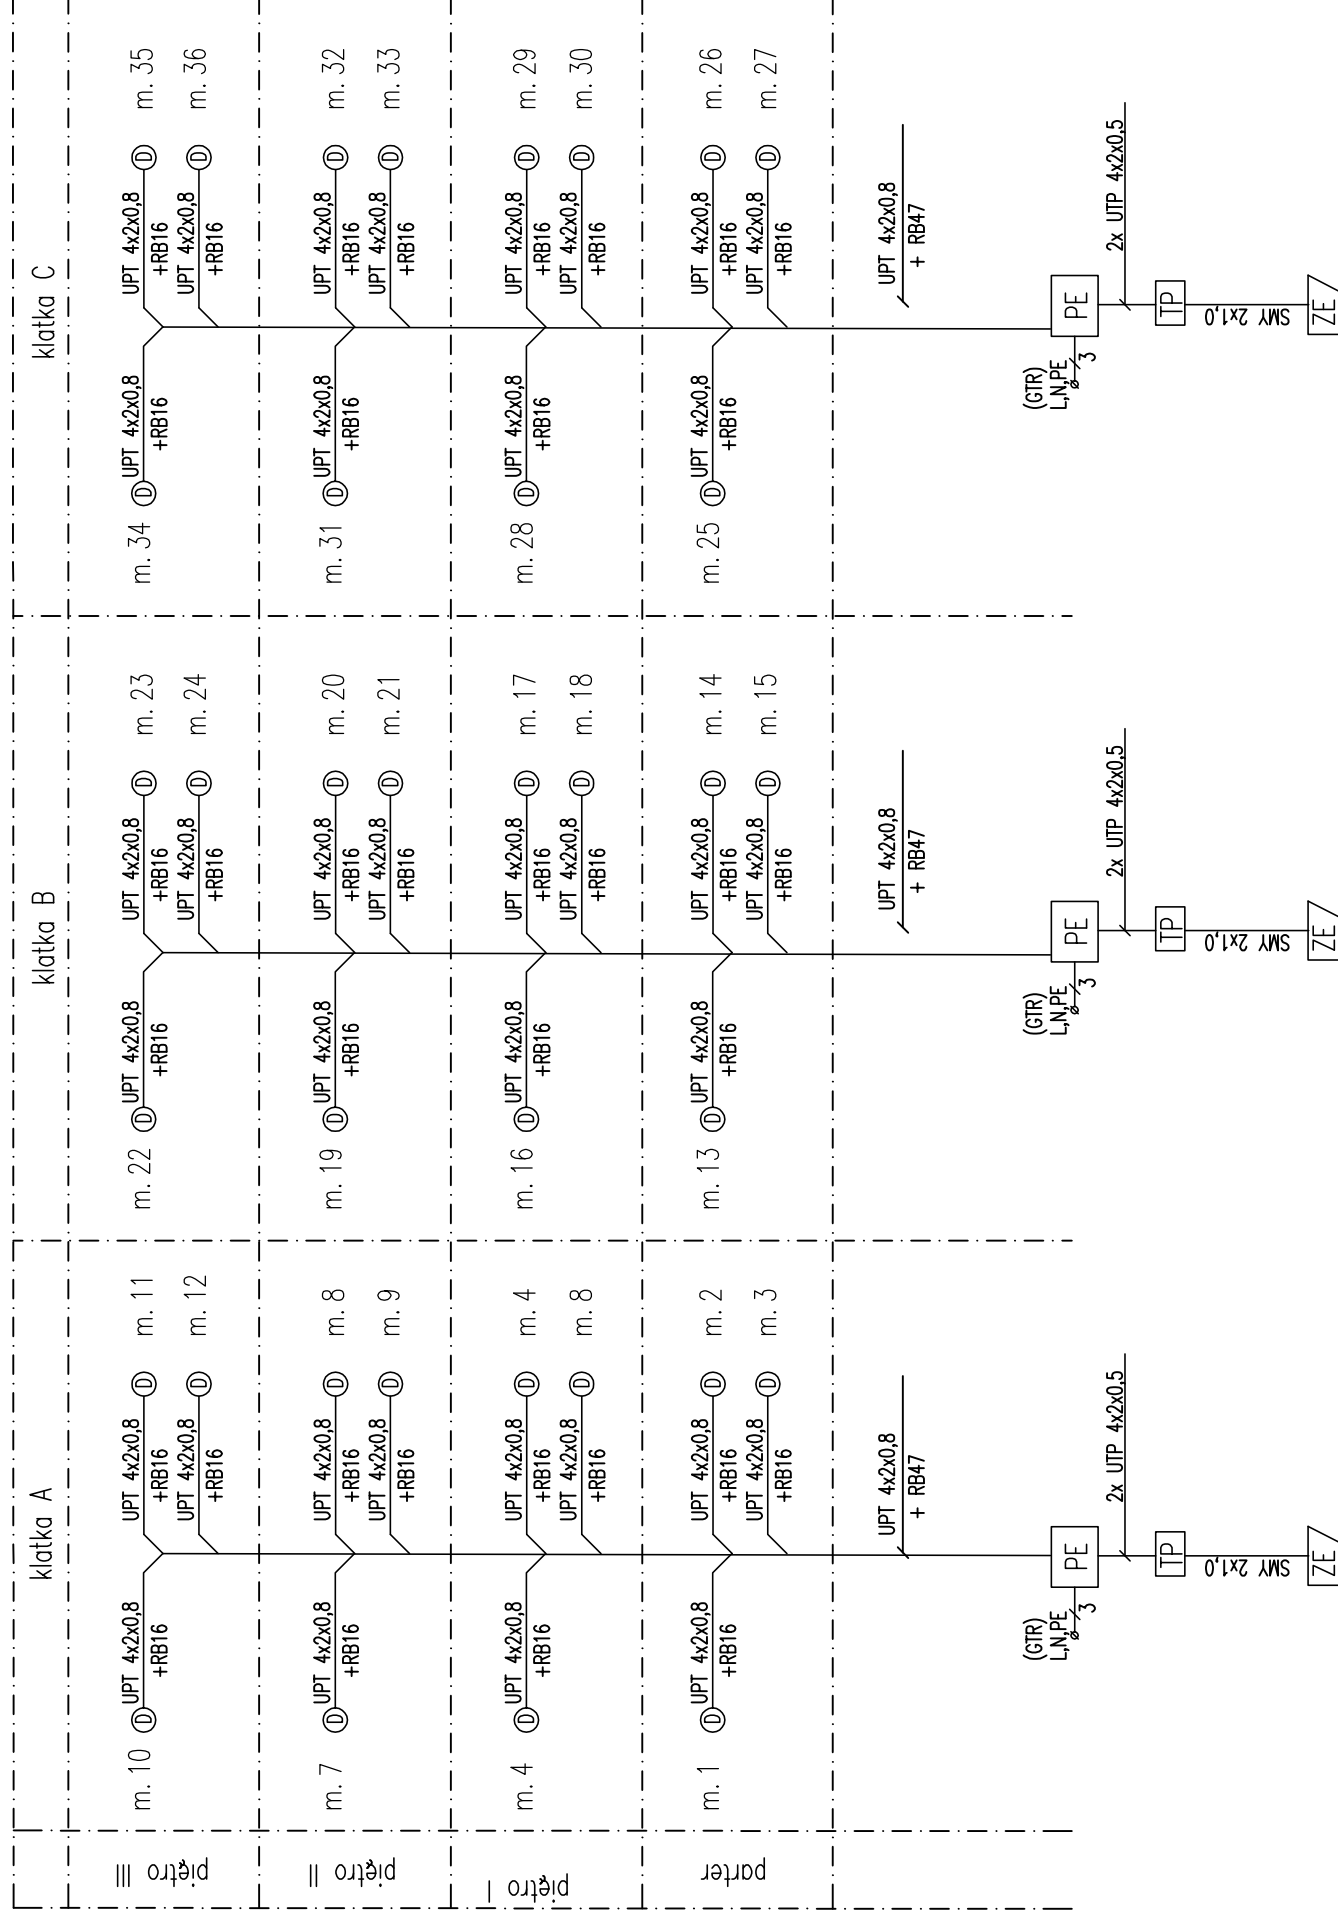 klatka A
klatka B
klatka C
piętro III
m. 10
UPT 4x2x0,8
+RB16
D
D
UPT 4x2x0,8
+RB16
m. 11
D
UPT 4x2x0,8
+RB16
m. 12
m. 22
D
UPT 4x2x0,8
+RB16
D
UPT 4x2x0,8
+RB16
m. 23
D
UPT 4x2x0,8
+RB16
m. 24
m. 34
D
UPT 4x2x0,8
+RB16
D
UPT 4x2x0,8
+RB16
m. 35
D
UPT 4x2x0,8
+RB16
m. 36
piętro II
m. 7
D
UPT 4x2x0,8
+RB16
D
UPT 4x2x0,8
+RB16
m. 8
D
UPT 4x2x0,8
+RB16
m. 9
m. 19
D
UPT 4x2x0,8
+RB16
D
UPT 4x2x0,8
+RB16
m. 20
D
UPT 4x2x0,8
+RB16
m. 21
m. 31
D
UPT 4x2x0,8
+RB16
D
UPT 4x2x0,8
+RB16
m. 32
D
UPT 4x2x0,8
+RB16
m. 33
piętro I
m. 4
D
UPT 4x2x0,8
+RB16
D
UPT 4x2x0,8
+RB16
m. 4
D
UPT 4x2x0,8
+RB16
m. 8
m. 16
D
UPT 4x2x0,8
+RB16
D
UPT 4x2x0,8
+RB16
m. 17
D
UPT 4x2x0,8
+RB16
m. 18
m. 28
D
UPT 4x2x0,8
+RB16
D
UPT 4x2x0,8
+RB16
m. 29
D
UPT 4x2x0,8
+RB16
m. 30
parter
m. 1
D
UPT 4x2x0,8
+RB16
D
UPT 4x2x0,8
+RB16
m. 2
D
UPT 4x2x0,8
+RB16
m. 3
m. 13
D
UPT 4x2x0,8
+RB16
D
UPT 4x2x0,8
+RB16
m. 14
D
UPT 4x2x0,8
+RB16
m. 15
m. 25
D
UPT 4x2x0,8
+RB16
D
UPT 4x2x0,8
+RB16
m. 26
D
UPT 4x2x0,8
+RB16
m. 27
UPT 4x2x0,8
+ RB47
UPT 4x2x0,8
+ RB47
UPT 4x2x0,8
+ RB47
(GTR)
L,N,PE
3
PE
2x UTP 4x2x0,5
TP
SMY 2x1,0
ZE
(GTR)
L,N,PE
3
PE
2x UTP 4x2x0,5
TP
SMY 2x1,0
ZE
(GTR)
L,N,PE
3
PE
2x UTP 4x2x0,5
TP
SMY 2x1,0
ZE